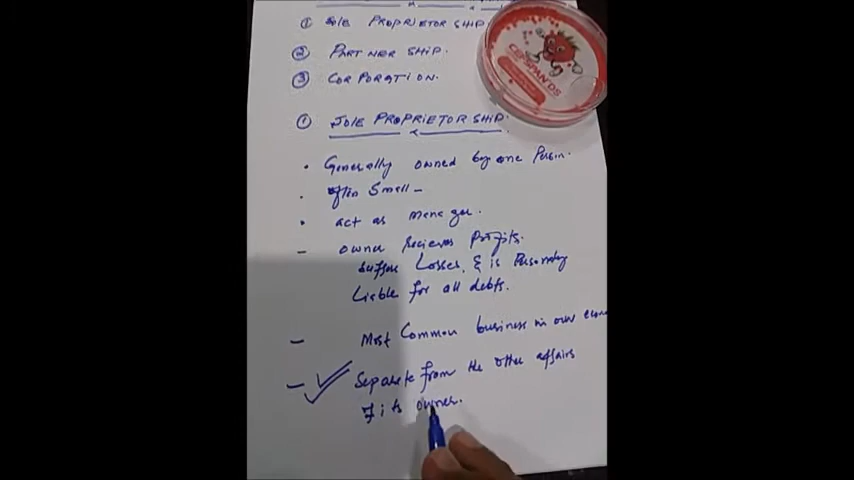 ① SOLE PROPRIETOR SHIP
② PARTNER SHIP.
③ CORPORATION.
① SOLE PROPRIETOR SHIP.
• Generally owned by one Person.
• often Small -
• act as manager.
- owner Recieves Profits.
suffer Losses, & is Personaley
Liable for all debts.
- Most Common business in our econo
- Separate from the other affairs
of its owner.